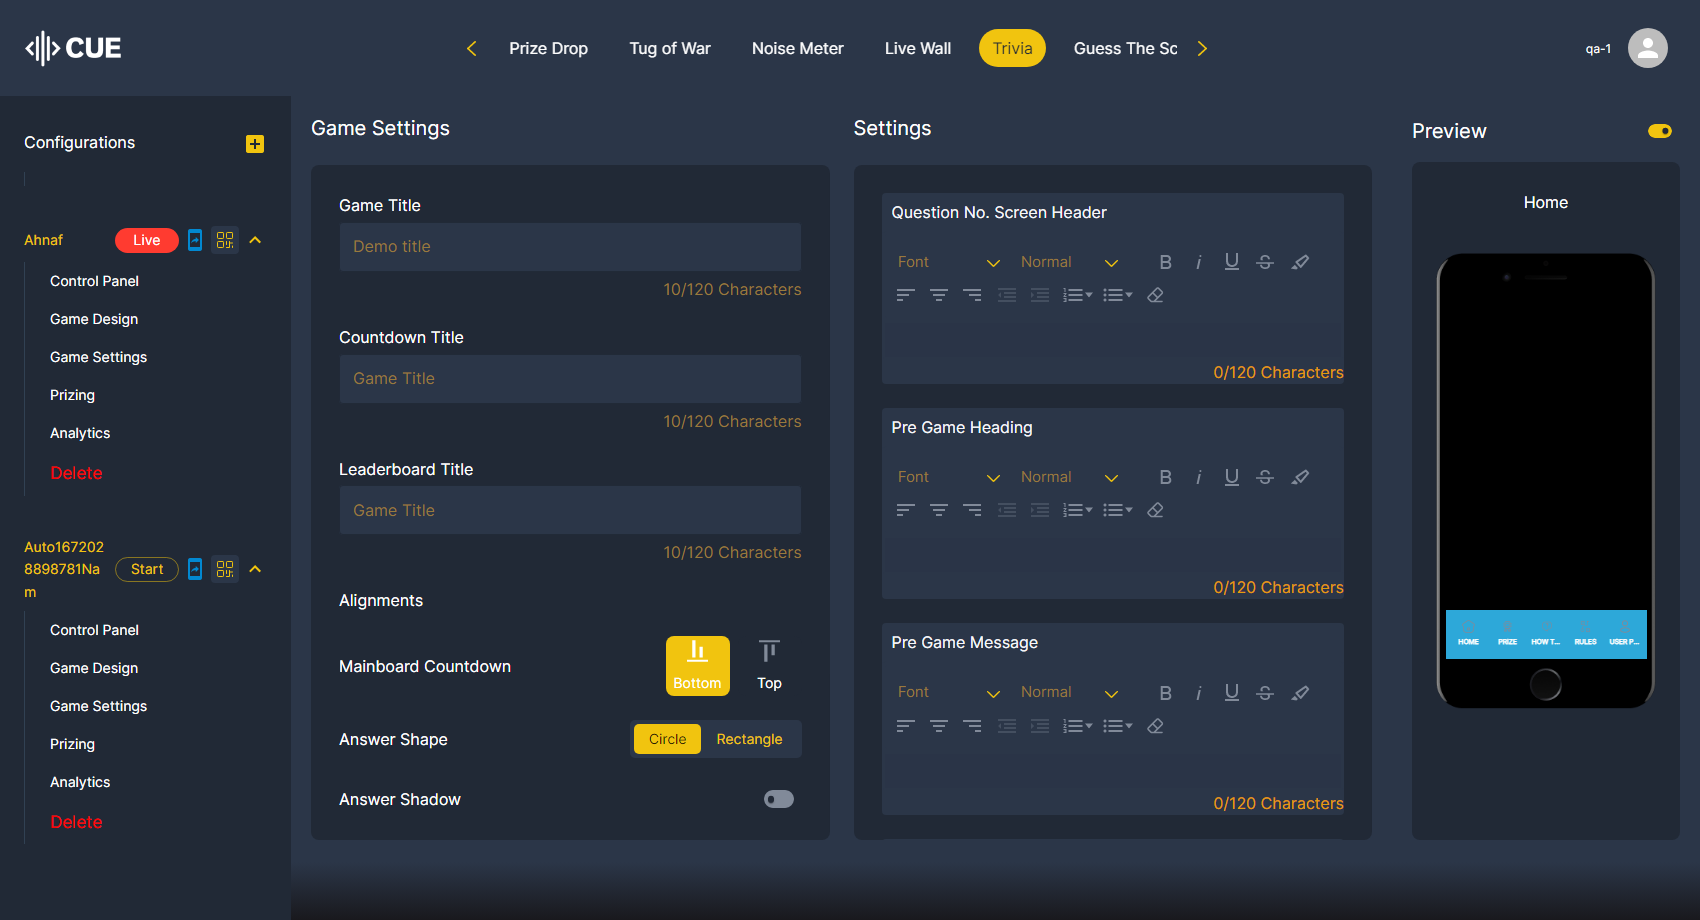 CUE
Prize Drop
Tug of War
Noise Meter
Live Wall
Trivia
Guess The Sc
qa-1
Configurations
Ahnaf
Live
Control Panel
Game Design
Game Settings
Prizing
Analytics
Delete
Auto167202
8898781Na
m
Start
Control Panel
Game Design
Game Settings
Prizing
Analytics
Delete
Game Settings
Game Title
Demo title
10/120 Characters
Countdown Title
Game Title
10/120 Characters
Leaderboard Title
Game Title
10/120 Characters
Alignments
Mainboard Countdown
Bottom
Top
Answer Shape
Circle
Rectangle
Answer Shadow
Settings
Question No. Screen Header
Font
Normal
0/120 Characters
Pre Game Heading
Font
Normal
0/120 Characters
Pre Game Message
Font
Normal
0/120 Characters
Preview
Home
HOME
PRIZE
HOW T...
RULES
USER P...